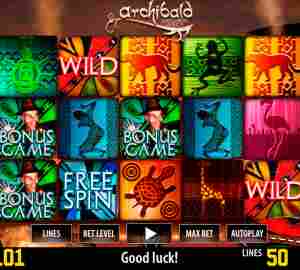 archibald
WILD
BONUS
GAME
BONUS
GAME
BONUS
GAME
FREE
SPIN
WILD
LINES
BET LEVEL
MAX BET
AUTOPLAY
.01
Good luck!
LINES 50